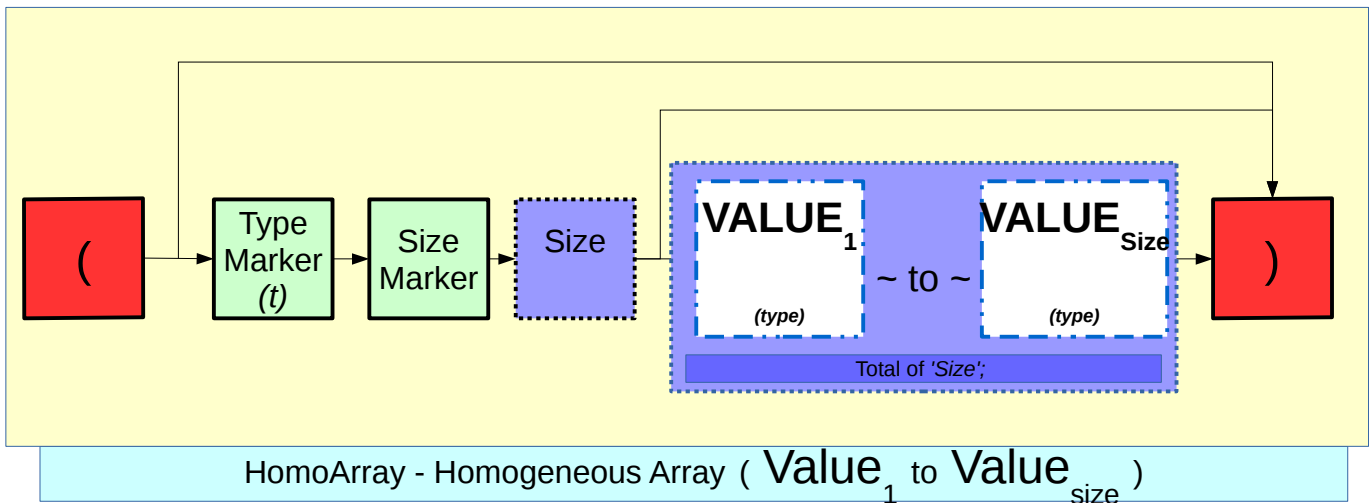 (
Type
Marker
(t)
Size
Marker
Size
VALUE1
(type)
~ to ~
VALUESize
(type)
Total of 'Size';
)
HomoArray - Homogeneous Array ( Value1 to Valuesize )